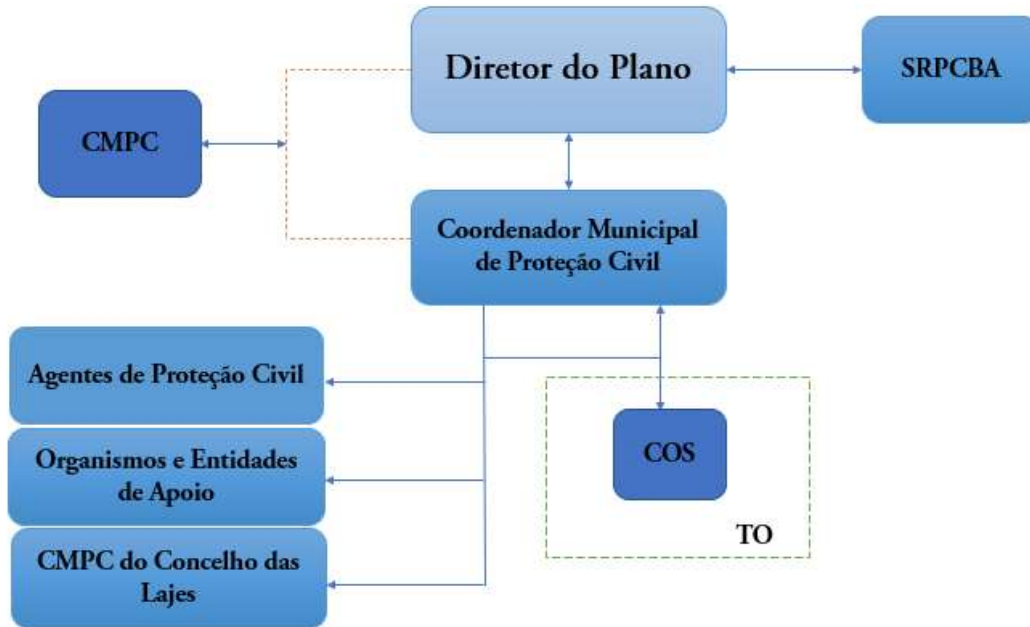 Diretor do Plano
SRPCBA
CMPC
Coordenador Municipal
de Proteção Civil
Agentes de Proteção Civil
Organismos e Entidades
de Apoio
CMPC do Concelho das
Lajes
COS
TO